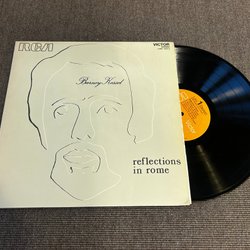 RCA
VICTOR
Barney Kessel
reflections
in rome